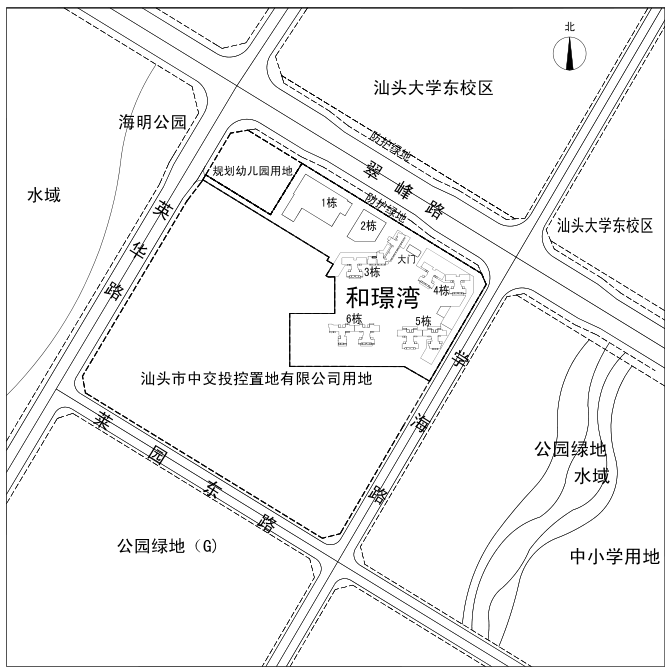 北
汕头大学东校区
海明公园
防护绿地
规划幼儿园用地
翠峰路
水域
1栋
防护绿地
英华路
2栋
汕头大学东校区
大门
3栋
4栋
和璟湾
6栋
5栋
学海路
汕头市中交投控置地有限公司用地
莱园东路
公园绿地
水域
公园绿地（G）
中小学用地